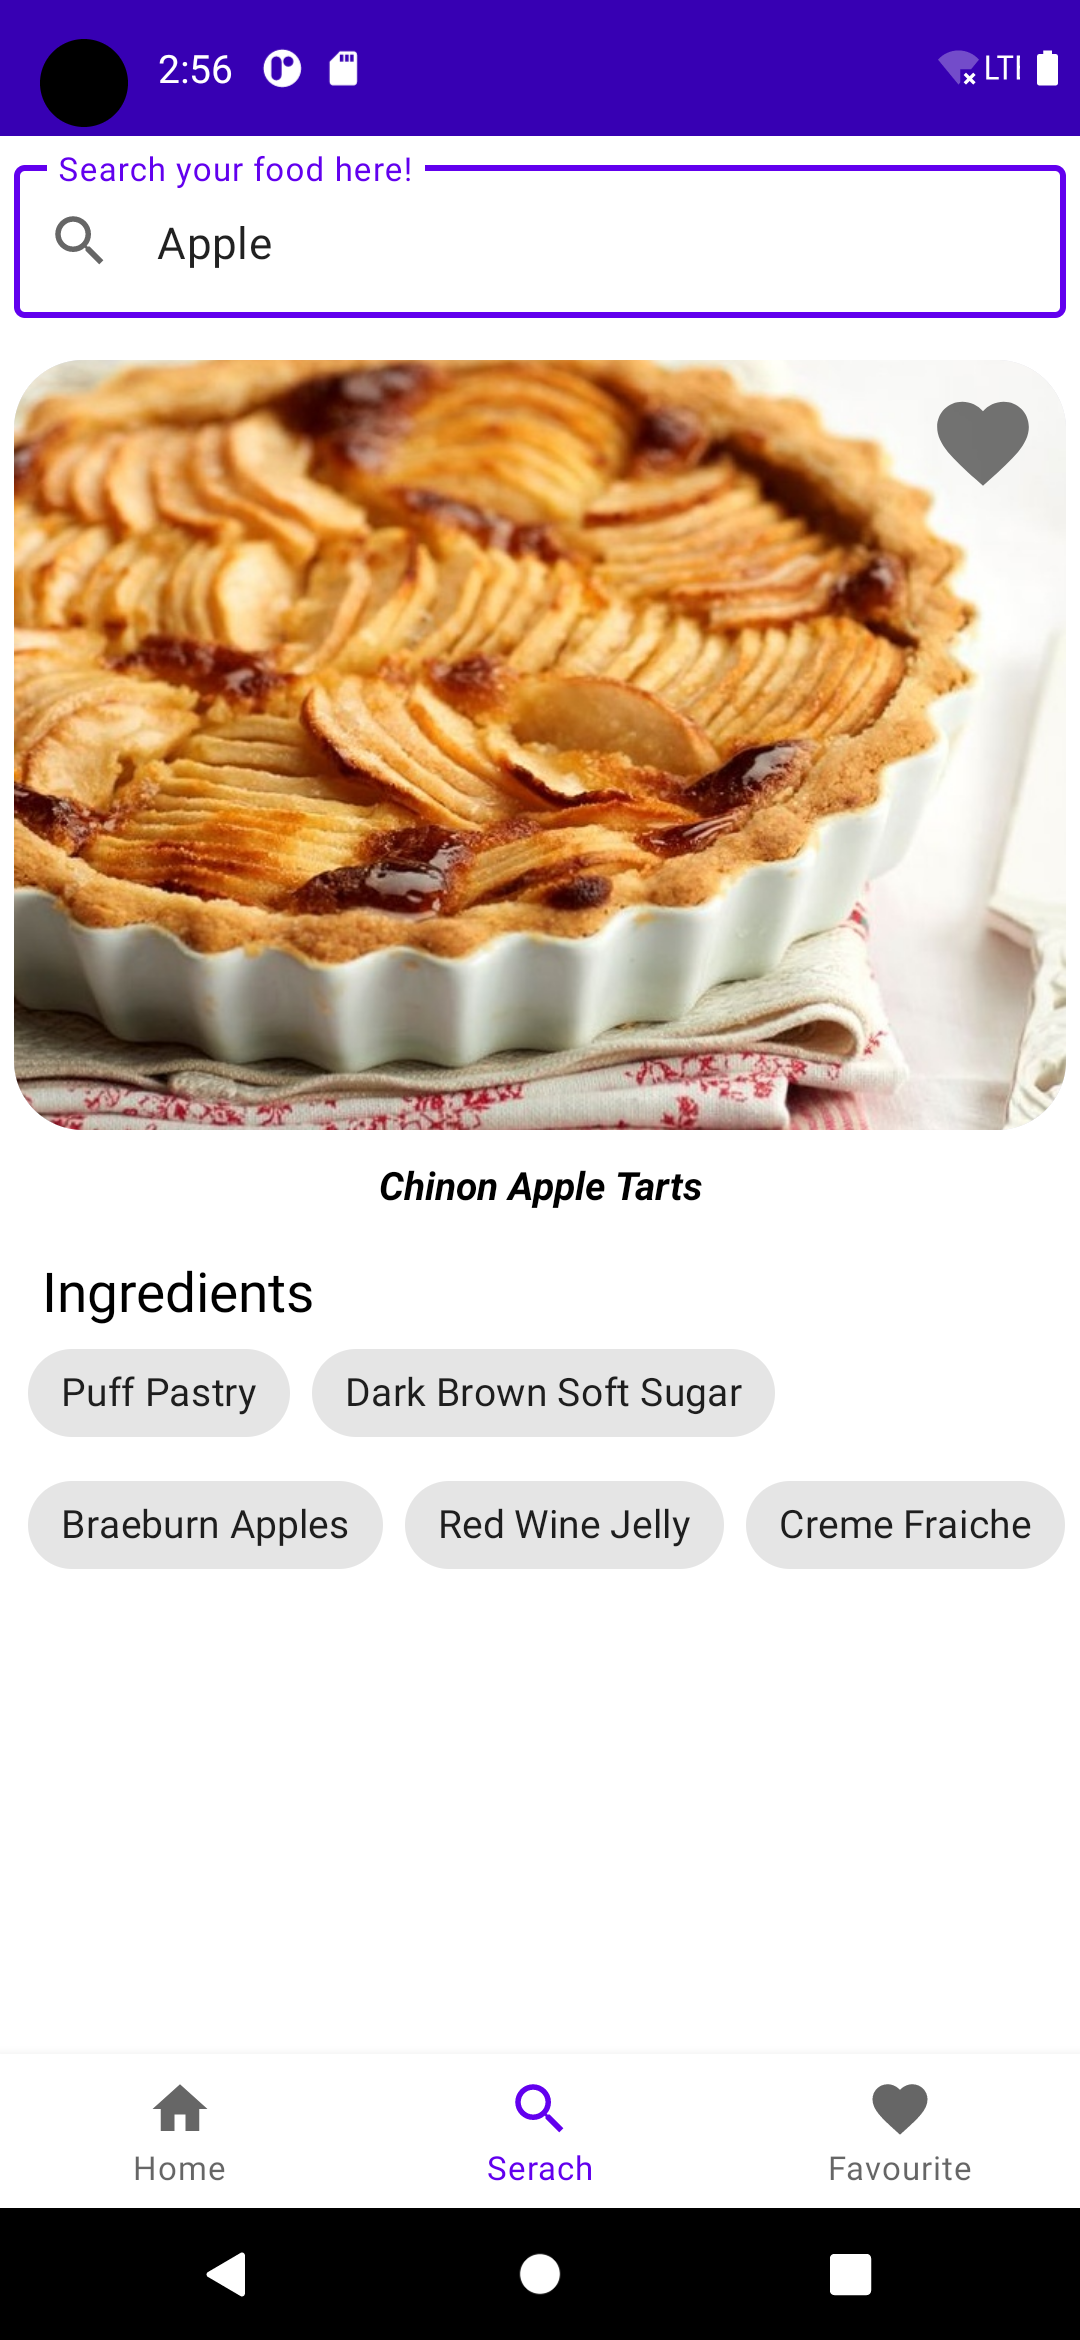 2:56 LTI
Search your food here!
Apple
Chinon Apple Tarts
Ingredients
Puff Pastry Dark Brown Soft Sugar
Braeburn Apples Red Wine Jelly Creme Fraiche
Home Serach Favourite